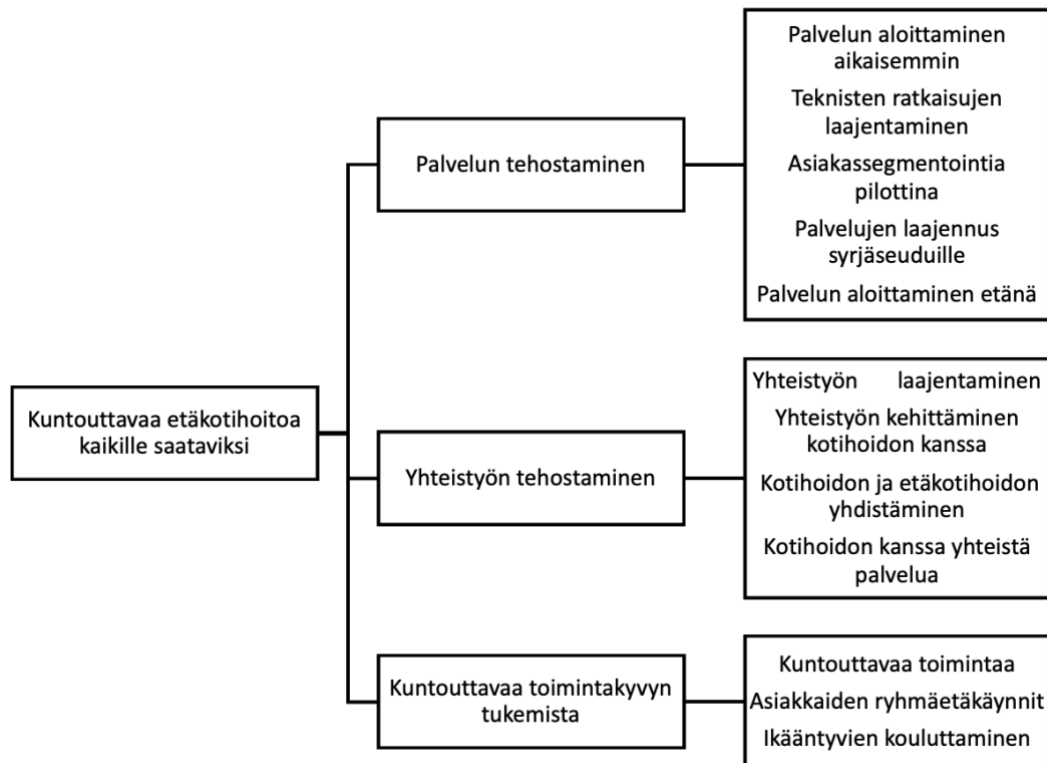 Kuntouttavaa etäkotihoitoa
kaikille saataviksi
Palvelun tehostaminen
Palvelun aloittaminen
aikaisemmin
Teknisten ratkaisujen
laajentaminen
Asiakassegmentointia
pilottina
Palvelujen laajennus
syrjäseuduille
Palvelun aloittaminen etänä
Yhteistyön tehostaminen
Yhteistyön laajentaminen
Yhteistyön kehittäminen
kotihoidon kanssa
Kotihoidon ja etäkotihoidon
yhdistäminen
Kotihoidon kanssa yhteistä
palvelua
Kuntouttavaa toimintakyvyn
tukemista
Kuntouttavaa toimintaa
Asiakkaiden ryhmäetäkäynnit
Ikääntyvien kouluttaminen